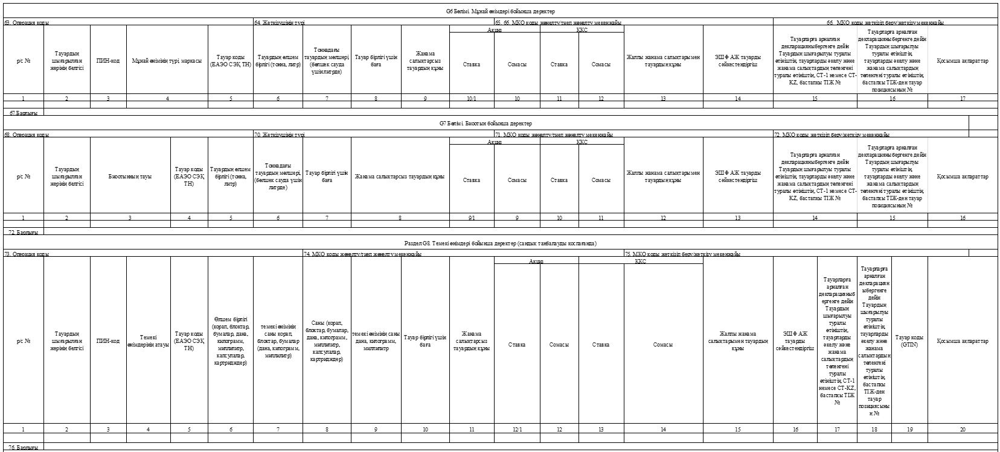 G6 Бөлімі. Мұнай өнімдері бойынша деректер
63. Операция коды 64. Жеткізушінің түрі 65. 66. МКО коды жөнелту/тиеп жөнелту мекенжайы 66. МКО коды жеткізіп беру/жеткізу мекенжайы
р/с №
Тауардың
шығарылған
жерінің белгісі
ПИН-код
Мұнай өнімінің түрі, маркасы
Тауар коды
(ЕАЭО СЭҚ ТН)
Тауардың өлшем
бірлігі (тонна, литр)
Тоннадағы
тауардың мөлшері,
(бөлшек сауда
үшін литрде)
Тауар бірлігі үшін
баға
Жанама
салықтарсыз
тауардың құны
Акциз
Ставка
Сомасы
ҚҚС
Ставка
Сомасы
Жалпы жанама салықтарымен
тауардың құны
ЭШФ АЖ тауарды
сәйкестендіргіш
Тауарларға арналған
декларацияныбергенге дейін
Тауардың шығарылуы туралы
өтініштің, тауарларды әкелу және
жанама салықтардың төленгені
туралы өтініштің, СТ-1 немесе СТ-
KZ, бастапқы ТІЖ №
Тауарларға арналған
декларацияныбергенге дейін
Тауардың шығарылуы
туралы өтініштің,
тауарларды әкелу және
жанама салықтардың
төленгені туралы өтініштің,
бастапқы ТІЖ-ден тауар
позициясының №
Қосымша ақпараттар
1 2 3 4 5 6 7 8 9 10/1 10 11 12 13 14 15 16 17
67.Барлығы
G7 Бөлімі. Биоотын бойынша деректер
68. Операция коды 70. Жеткізушінің түрі 71. МКО коды жөнелту/тиеп жөнелту мекенжайы 72. МКО коды жеткізіп беру/жеткізу мекенжайы
р/с №
Тауардың
шығарылған
жерінің белгісі
Биоотынның тауы
Тауар коды
(ЕАЭО СЭҚ
ТН)
Тауардың өлшем
бірлігі (тонна,
литр)
Тоннадағы
тауардың мөлшері,
(бөлшек сауда үшін
литрде)
Тауар бірлігі үшін
баға
Жанама салықтарсыз тауардың құны
Акциз
Ставка
Сомасы
ҚҚС
Ставка
Сомасы
Жалпы жанама салықтарымен
тауардың құны
ЭШФ АЖ тауарды
сәйкестендіргіш
Тауарларға арналған
декларацияныбергенге дейін
Тауардың шығарылуы туралы
өтініштің, тауарларды әкелу және
жанама салықтардың төленгені
туралы өтініштің, СТ-1 немесе СТ-
KZ, бастапқы ТІЖ №
Тауарларға арналған
декларацияныбергенге дейін
Тауардың шығарылуы
туралы өтініштің,
тауарларды әкелу және
жанама салықтардың
төленгені туралы өтініштің,
бастапқы ТІЖ-ден тауар
позициясының №
Қосымша ақпараттар
1 2 3 4 5 6 7 8 9/1 9 10 11 12 13 14 15 16
72. Барлығы
Раздел G8. Темекі өнімдері бойынша деректер (сандық таңбалауды қоспағанда)
73. Операция коды 74. МКО коды жөнелту/тиеп жөнелту мекенжайы 75. МКО коды жеткізіп беру/жеткізу мекенжайы
р/с №
Тауардың
шығарылған
жерінің белгісі
ПИН-код
Темекі
өнімдерінің атауы
Тауар коды
(ЕАЭО СЭҚ
ТН)
Өлшем бірлігі
(қорап, блоктар,
бумалар, дана,
килограмм,
миллилитр,
капсулалар,
картридждер)
темекі өнімінің
саны қорап,
блоктар, бумалар
(дана, килограмм,
миллилитр)
Саны (қорап,
блоктар, бумалар,
дана, килограмм,
миллилитр,
капсулалар,
картридждер)
темекі өнімінің саны
дана, килограмм,
миллилитр
Тауар бірлігі үшін
баға
Жанама
салықтарсыз
тауардың құны
Акциз
Ставка
Сомасы
ҚҚС
Ставка
Сомасы
Жалпы жанама
салықтарымен тауардың
құны
ЭШФ АЖ
тауарды
сәйкестендіргіш
Тауарларға
арналған
декларацияныб
ергенге дейін
Тауардың
шығарылуы
туралы
өтініштің,
тауарларды
әкелу және
жанама
салықтардың
төленгені
туралы
өтініштің, СТ-1
немесе СТ-KZ,
бастапқы ТІЖ
№
Тауарларға
арналған
декларациян
ыбергенге
дейін
Тауардың
шығарылуы
туралы
өтініштің,
тауарларды
әкелу және
жанама
салықтардың
төленгені
туралы
өтініштің,
бастапқы
ТІЖ-ден
тауар
позициясыны
ң №
Тауар коды
(GTIN)
Қосымша ақпараттар
1 2 3 4 5 6 7 8 9 10 11 12/1 12 13 14 15 16 17 18 19 20
76. Барлығы